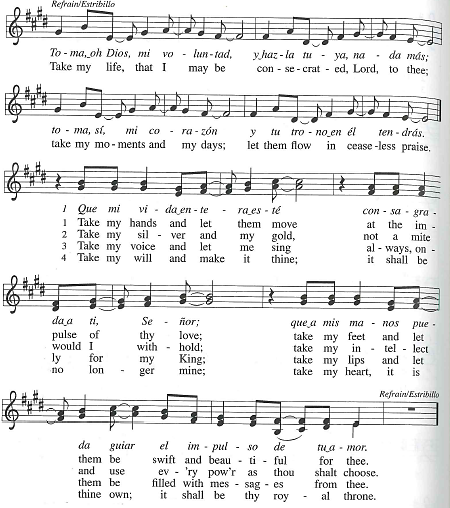 Refrain/Estribillo
To-ma,_oh Dios, mi vo-lun-tad, y_haz-la tu-ya, na-da más;
Take my life, that I may be con-se-crat-ed, Lord, to thee;
to-ma, sí, mi co-ra-zón y tu tro-no_en él ten-drás.
take my mo-ments and my days; let them flow in cease-less praise.
1 Que mi vi-da_en-te-ra_es-té con-sa-gra-
1 Take my hands and let them move at the im-
2 Take my sil-ver and my gold, not a mite
3 Take my voice and let me sing al-ways, on-
4 Take my will and make it thine; it shall be
da_a ti, Se-ñor; que_a mis ma-nos pue-
pulse of thy love; take my feet and let
would I with-hold; take my in-tel-lect
ly for my King; take my lips and let
no lon-ger mine; take my heart, it is
Refrain/Estribillo
da guiar el im-pul-so de tu_a-mor.
them be swift and beau-ti-ful for thee.
and use ev-'ry pow'r as thou shalt choose.
them be filled with mes-sag-es from thee.
thine own; it shall be thy roy-al throne.